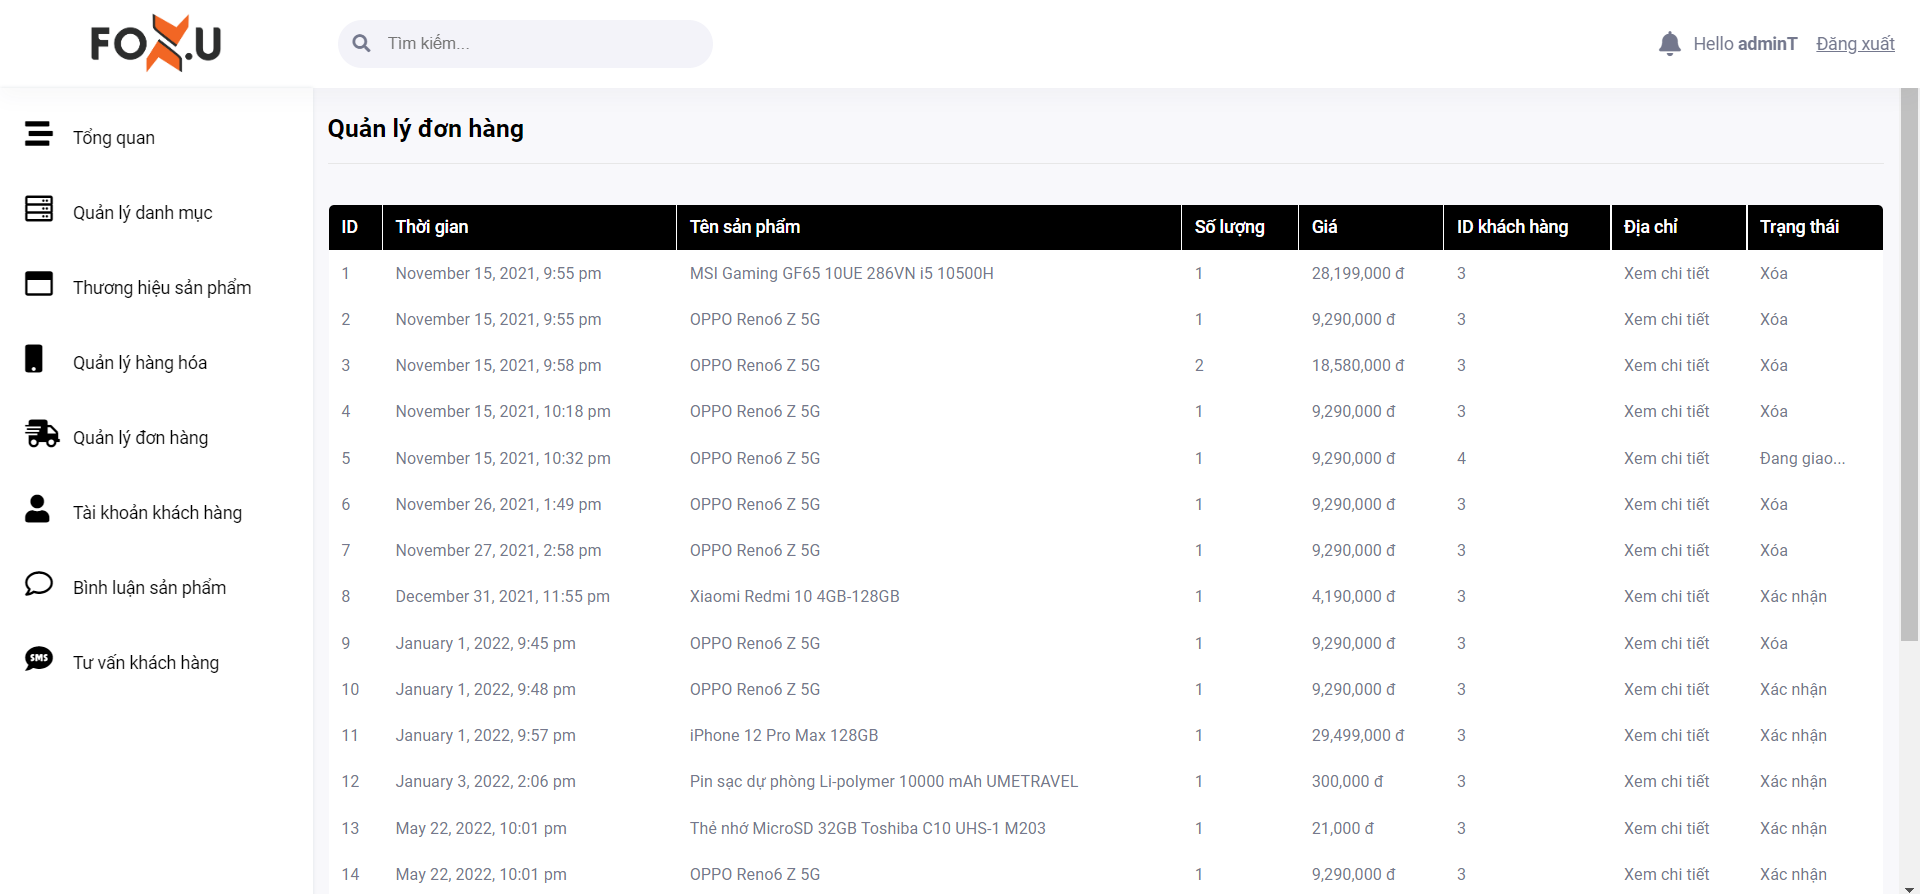 FOX.U
Tìm kiếm...
Hello adminT Đăng xuất
Tổng quan
Quản lý danh mục
Thương hiệu sản phẩm
Quản lý hàng hóa
Quản lý đơn hàng
Tài khoản khách hàng
Bình luận sản phẩm
SMS Tư vấn khách hàng
Quản lý đơn hàng
ID Thời gian Tên sản phẩm Số lượng Giá ID khách hàng Địa chỉ Trạng thái
1 November 15, 2021, 9:55 pm MSI Gaming GF65 10UE 286VN i5 10500H 1 28,199,000 đ 3 Xem chi tiết Xóa
2 November 15, 2021, 9:55 pm OPPO Reno6 Z 5G 1 9,290,000 đ 3 Xem chi tiết Xóa
3 November 15, 2021, 9:58 pm OPPO Reno6 Z 5G 2 18,580,000 đ 3 Xem chi tiết Xóa
4 November 15, 2021, 10:18 pm OPPO Reno6 Z 5G 1 9,290,000 đ 3 Xem chi tiết Xóa
5 November 15, 2021, 10:32 pm OPPO Reno6 Z 5G 1 9,290,000 đ 4 Xem chi tiết Đang giao...
6 November 26, 2021, 1:49 pm OPPO Reno6 Z 5G 1 9,290,000 đ 3 Xem chi tiết Xóa
7 November 27, 2021, 2:58 pm OPPO Reno6 Z 5G 1 9,290,000 đ 3 Xem chi tiết Xóa
8 December 31, 2021, 11:55 pm Xiaomi Redmi 10 4GB-128GB 1 4,190,000 đ 3 Xem chi tiết Xác nhận
9 January 1, 2022, 9:45 pm OPPO Reno6 Z 5G 1 9,290,000 đ 3 Xem chi tiết Xóa
10 January 1, 2022, 9:48 pm OPPO Reno6 Z 5G 1 9,290,000 đ 3 Xem chi tiết Xác nhận
11 January 1, 2022, 9:57 pm iPhone 12 Pro Max 128GB 1 29,499,000 đ 3 Xem chi tiết Xác nhận
12 January 3, 2022, 2:06 pm Pin sạc dự phòng Li-polymer 10000 mAh UMETRAVEL 1 300,000 đ 3 Xem chi tiết Xác nhận
13 May 22, 2022, 10:01 pm Thẻ nhớ MicroSD 32GB Toshiba C10 UHS-1 M203 1 21,000 đ 3 Xem chi tiết Xác nhận
14 May 22, 2022, 10:01 pm OPPO Reno6 Z 5G 1 9,290,000 đ 3 Xem chi tiết Xác nhận